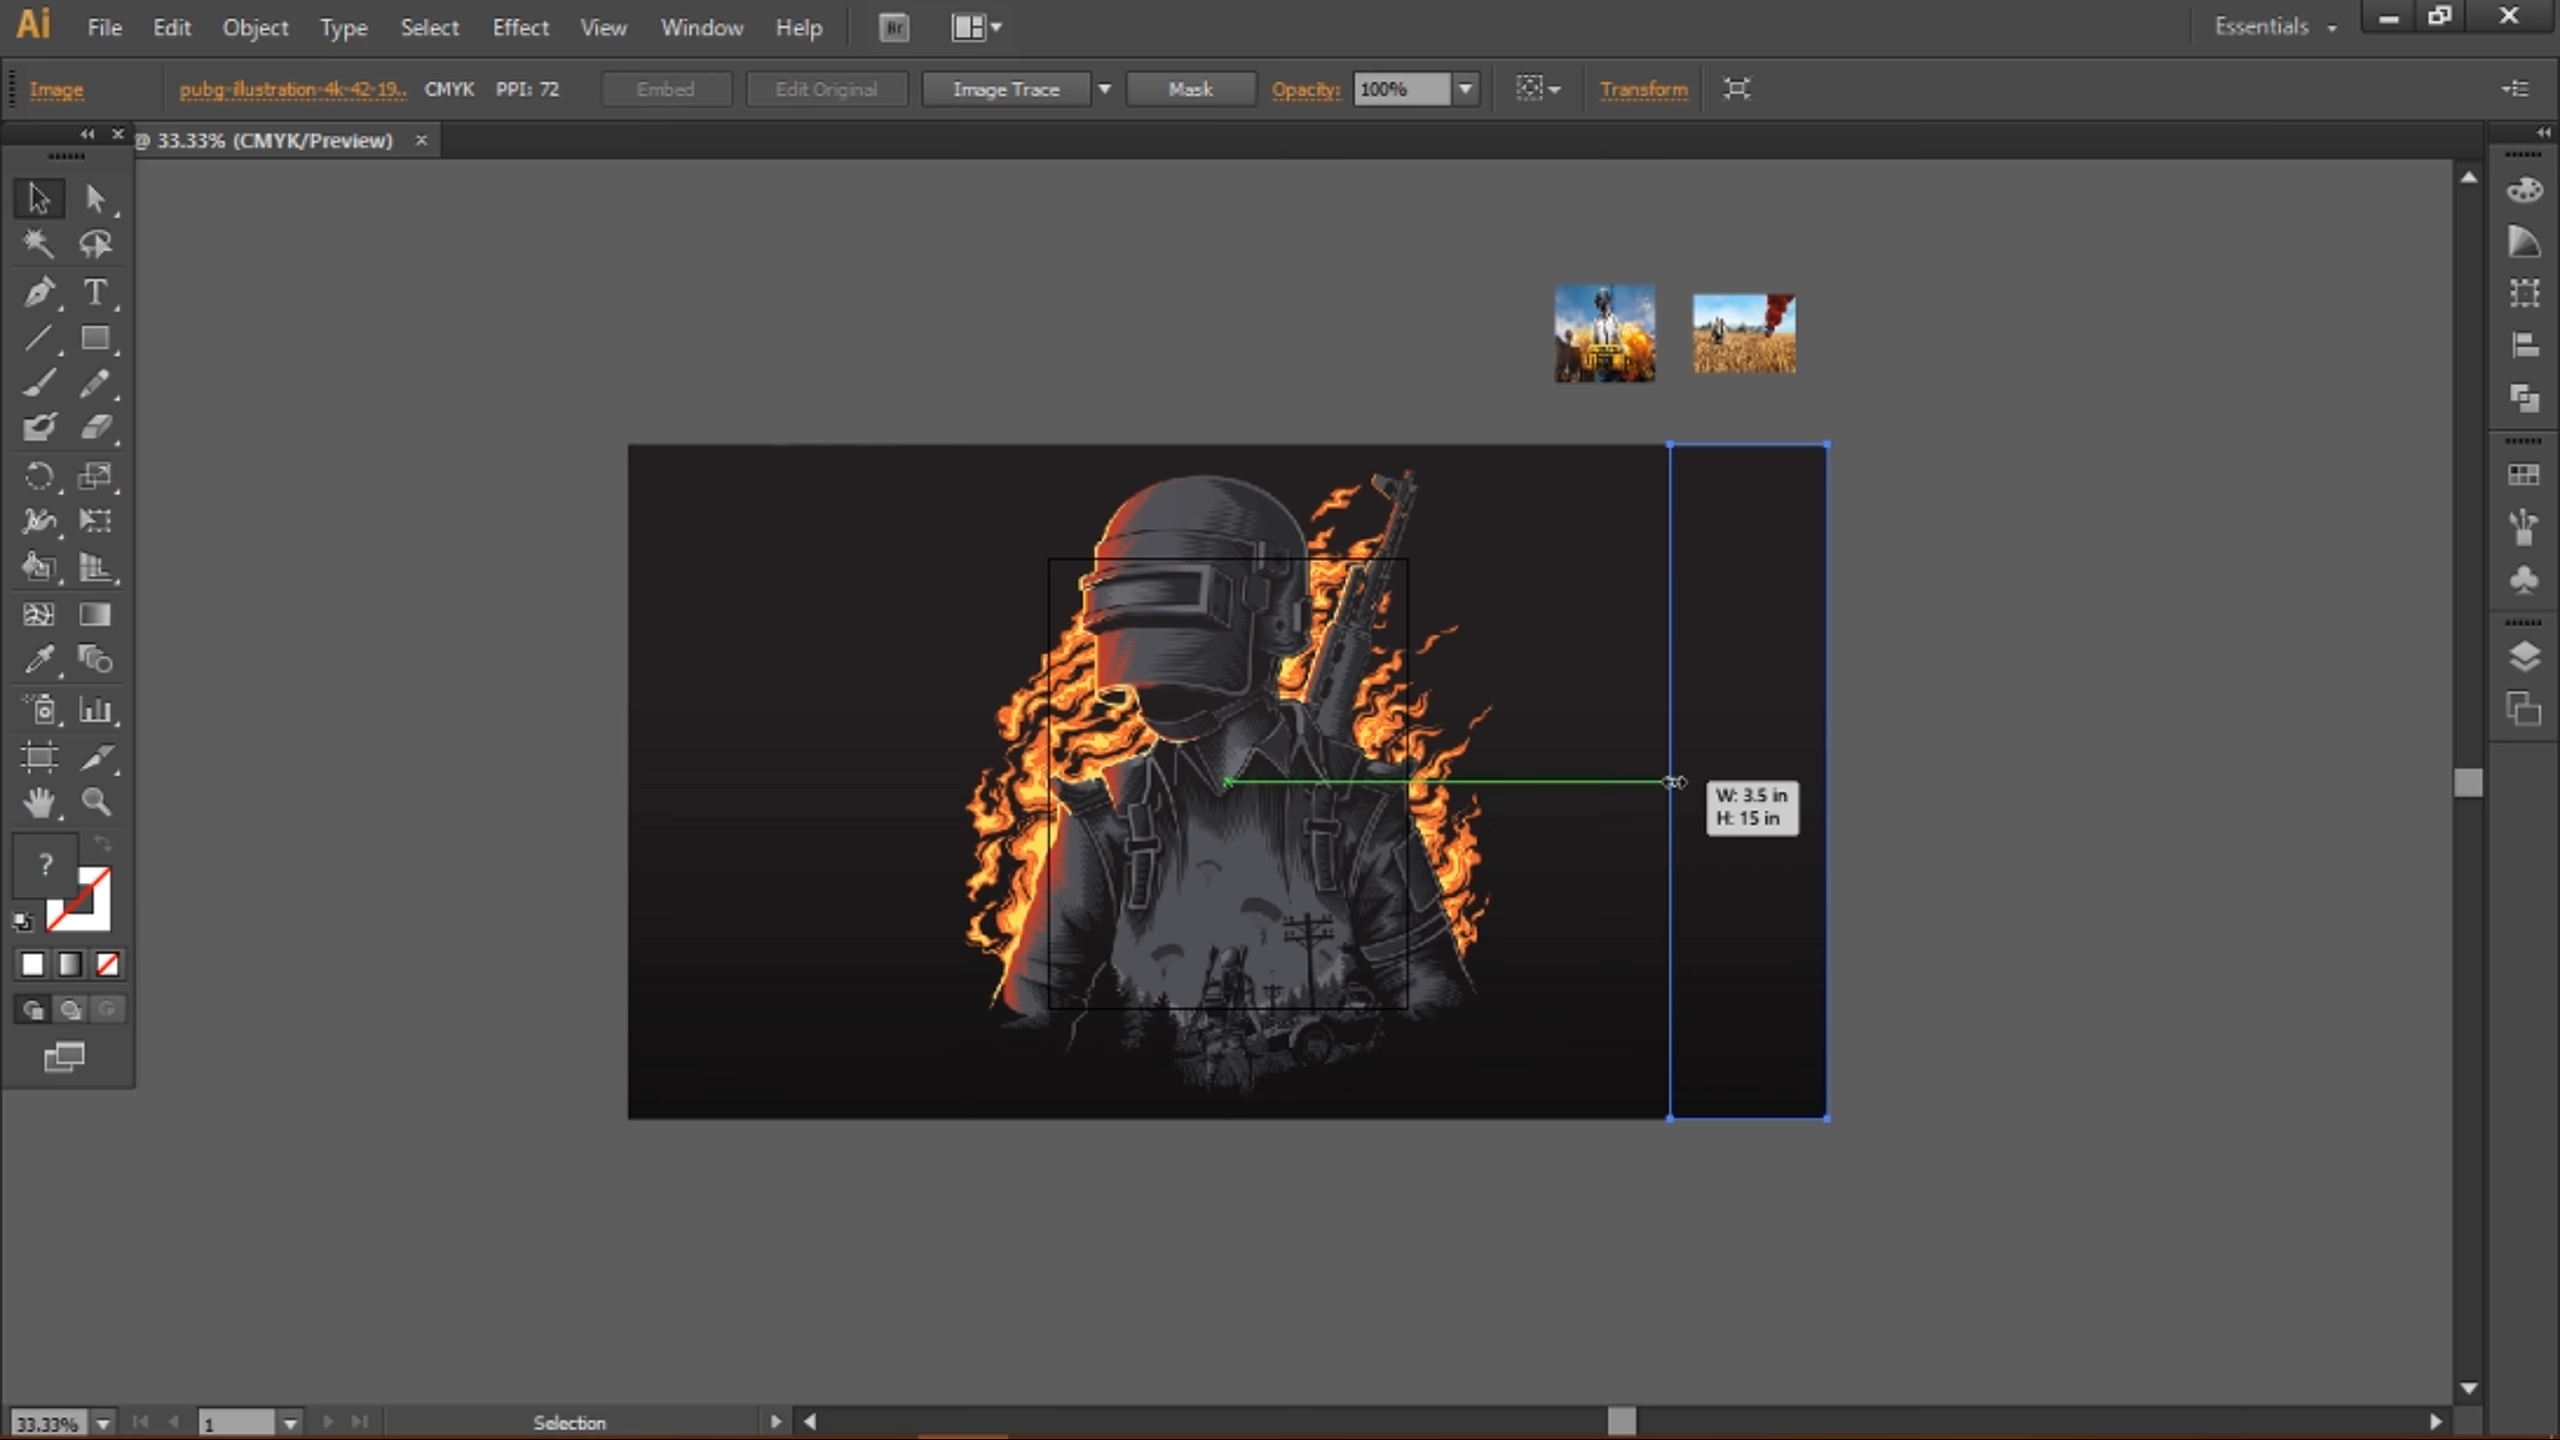 Ai File Edit Object Type Select Effect View Window Help Br Essentials
Image pubg-illustration-4k-42-19.. CMYK PPI: 72 Embed Edit Original Image Trace Mask Opacity: 100% Transform
@ 33.33% (CMYK/Preview)
T
W: 3.5 in
H: 15 in
?
33.33% 1 Selection